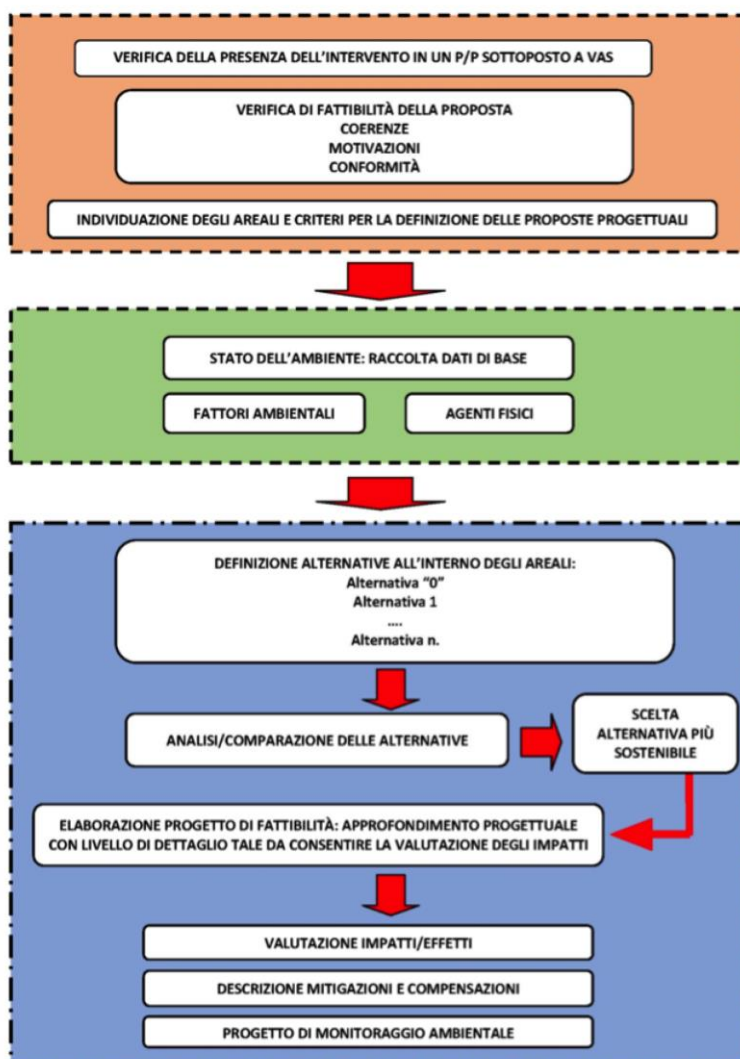 VERIFICA DELLA PRESENZA DELL'INTERVENTO IN UN P/P SOTTOPOSTO A VAS
VERIFICA DI FATTIBILITÀ DELLA PROPOSTA
COERENZE
MOTIVAZIONI
CONFORMITÀ
INDIVIDUAZIONE DEGLI AREALI E CRITERI PER LA DEFINIZIONE DELLE PROPOSTE PROGETTUALI
STATO DELL'AMBIENTE: RACCOLTA DATI DI BASE
FATTORI AMBIENTALI
AGENTI FISICI
DEFINIZIONE ALTERNATIVE ALL'INTERNO DEGLI AREALI:
Alternativa "0"
Alternativa 1
....
Alternativa n.
ANALISI/COMPARAZIONE DELLE ALTERNATIVE
SCELTA
ALTERNATIVA PIÙ
SOSTENIBILE
ELABORAZIONE PROGETTO DI FATTIBILITÀ: APPROFONDIMENTO PROGETTUALE
CON LIVELLO DI DETTAGLIO TALE DA CONSENTIRE LA VALUTAZIONE DEGLI IMPATTI
VALUTAZIONE IMPATTI/EFFETTI
DESCRIZIONE MITIGAZIONI E COMPENSAZIONI
PROGETTO DI MONITORAGGIO AMBIENTALE